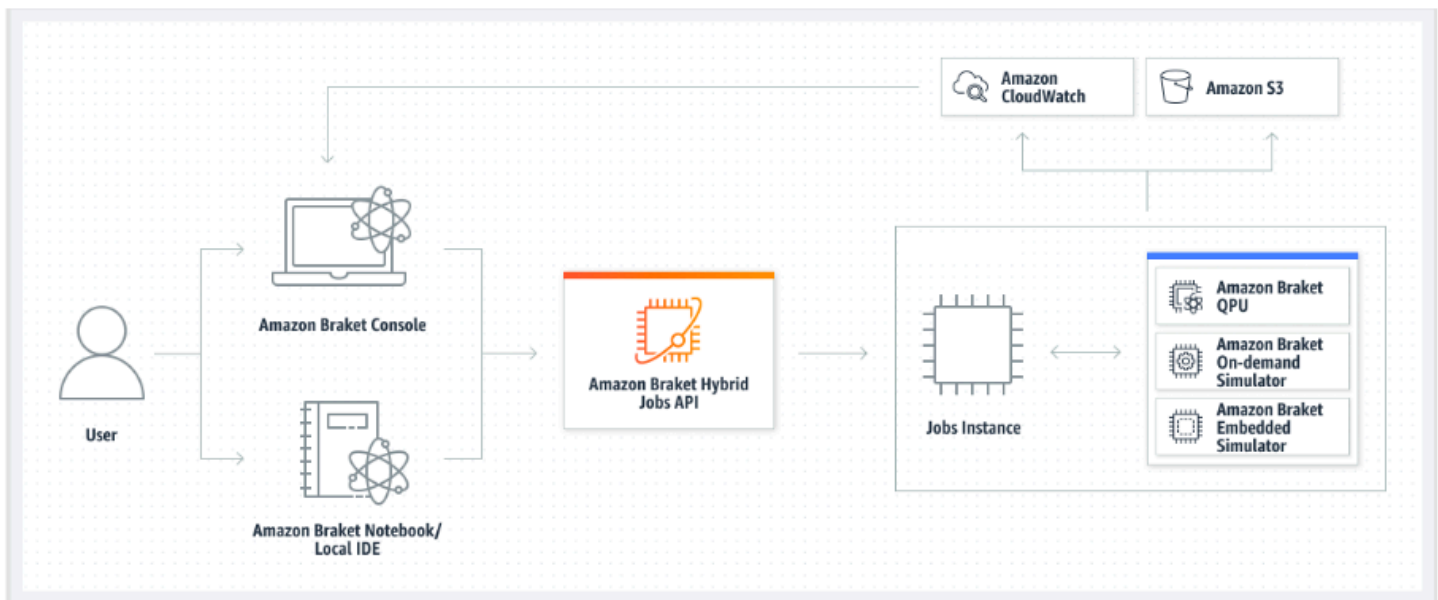 Amazon
CloudWatch
Amazon S3
Amazon Braket Console
User
Amazon Braket Notebook/
Local IDE
Amazon Braket Hybrid
Jobs API
Jobs Instance
Amazon Braket
QPU
Amazon Braket
On-demand
Simulator
Amazon Braket
Embedded
Simulator